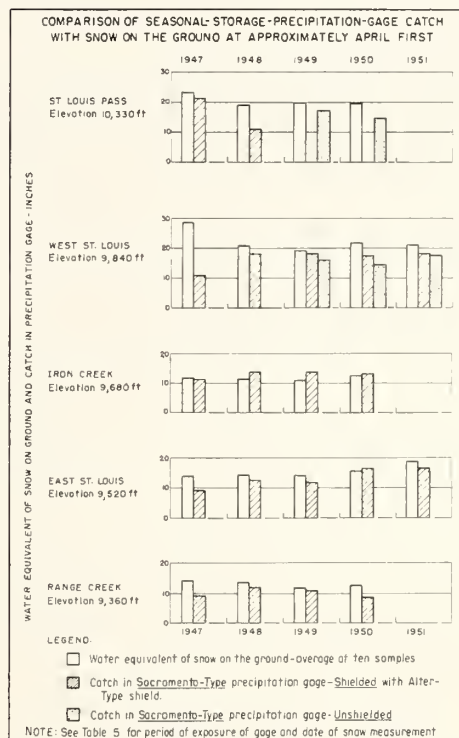 COMPARISON OF SEASONAL-STORAGE-PRECIPITATION-GAGE CATCH
WITH SNOW ON THE GROUND AT APPROXIMATELY APRIL FIRST
WATER EQUIVALENT OF SNOW ON GROUND AND CATCH IN PRECIPITATION GAGE - INCHES
1947 1948 1949 1950 1951
ST LOUIS PASS
Elevation 10,330 ft
30
20
10
0
WEST ST. LOUIS
Elevation 9,840 ft
30
20
10
0
IRON CREEK
Elevation 9,680 ft
20
10
0
EAST ST. LOUIS
Elevation 9,520 ft
20
10
0
RANGE CREEK
Elevation 9,360 ft
20
10
0
1947 1948 1949 1950 1951
LEGEND:
Water equivalent of snow on the ground-average at ten samples
Catch in Sacramento-Type precipitation gage-Shielded with Alter-
Type shield.
Catch in Sacramento-Type precipitation gage-Unshielded
NOTE: See Table 5 for period of exposure of gage and date of snow measurement